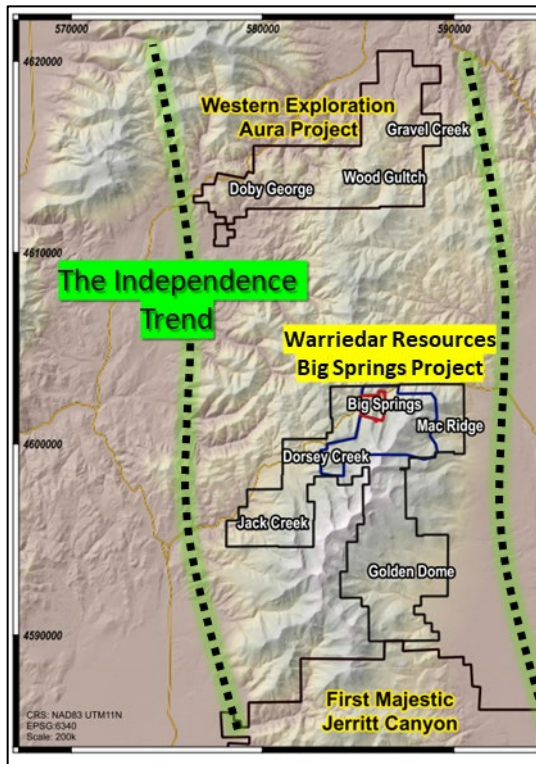 570000
580000
590000
4620000
Western Exploration
Aura Project
Gravel Creek
Wood Gultch
Doby George
4610000
The Independence
Trend
Warriedar Resources
Big Springs Project
Big Springs
Mac Ridge
4600000
Dorsey Creek
Jack Creek
Golden Dome
4590000
First Majestic
Jerritt Canyon
CRS: NAD83 UTM11N
EPSG:6340
Scale: 200k